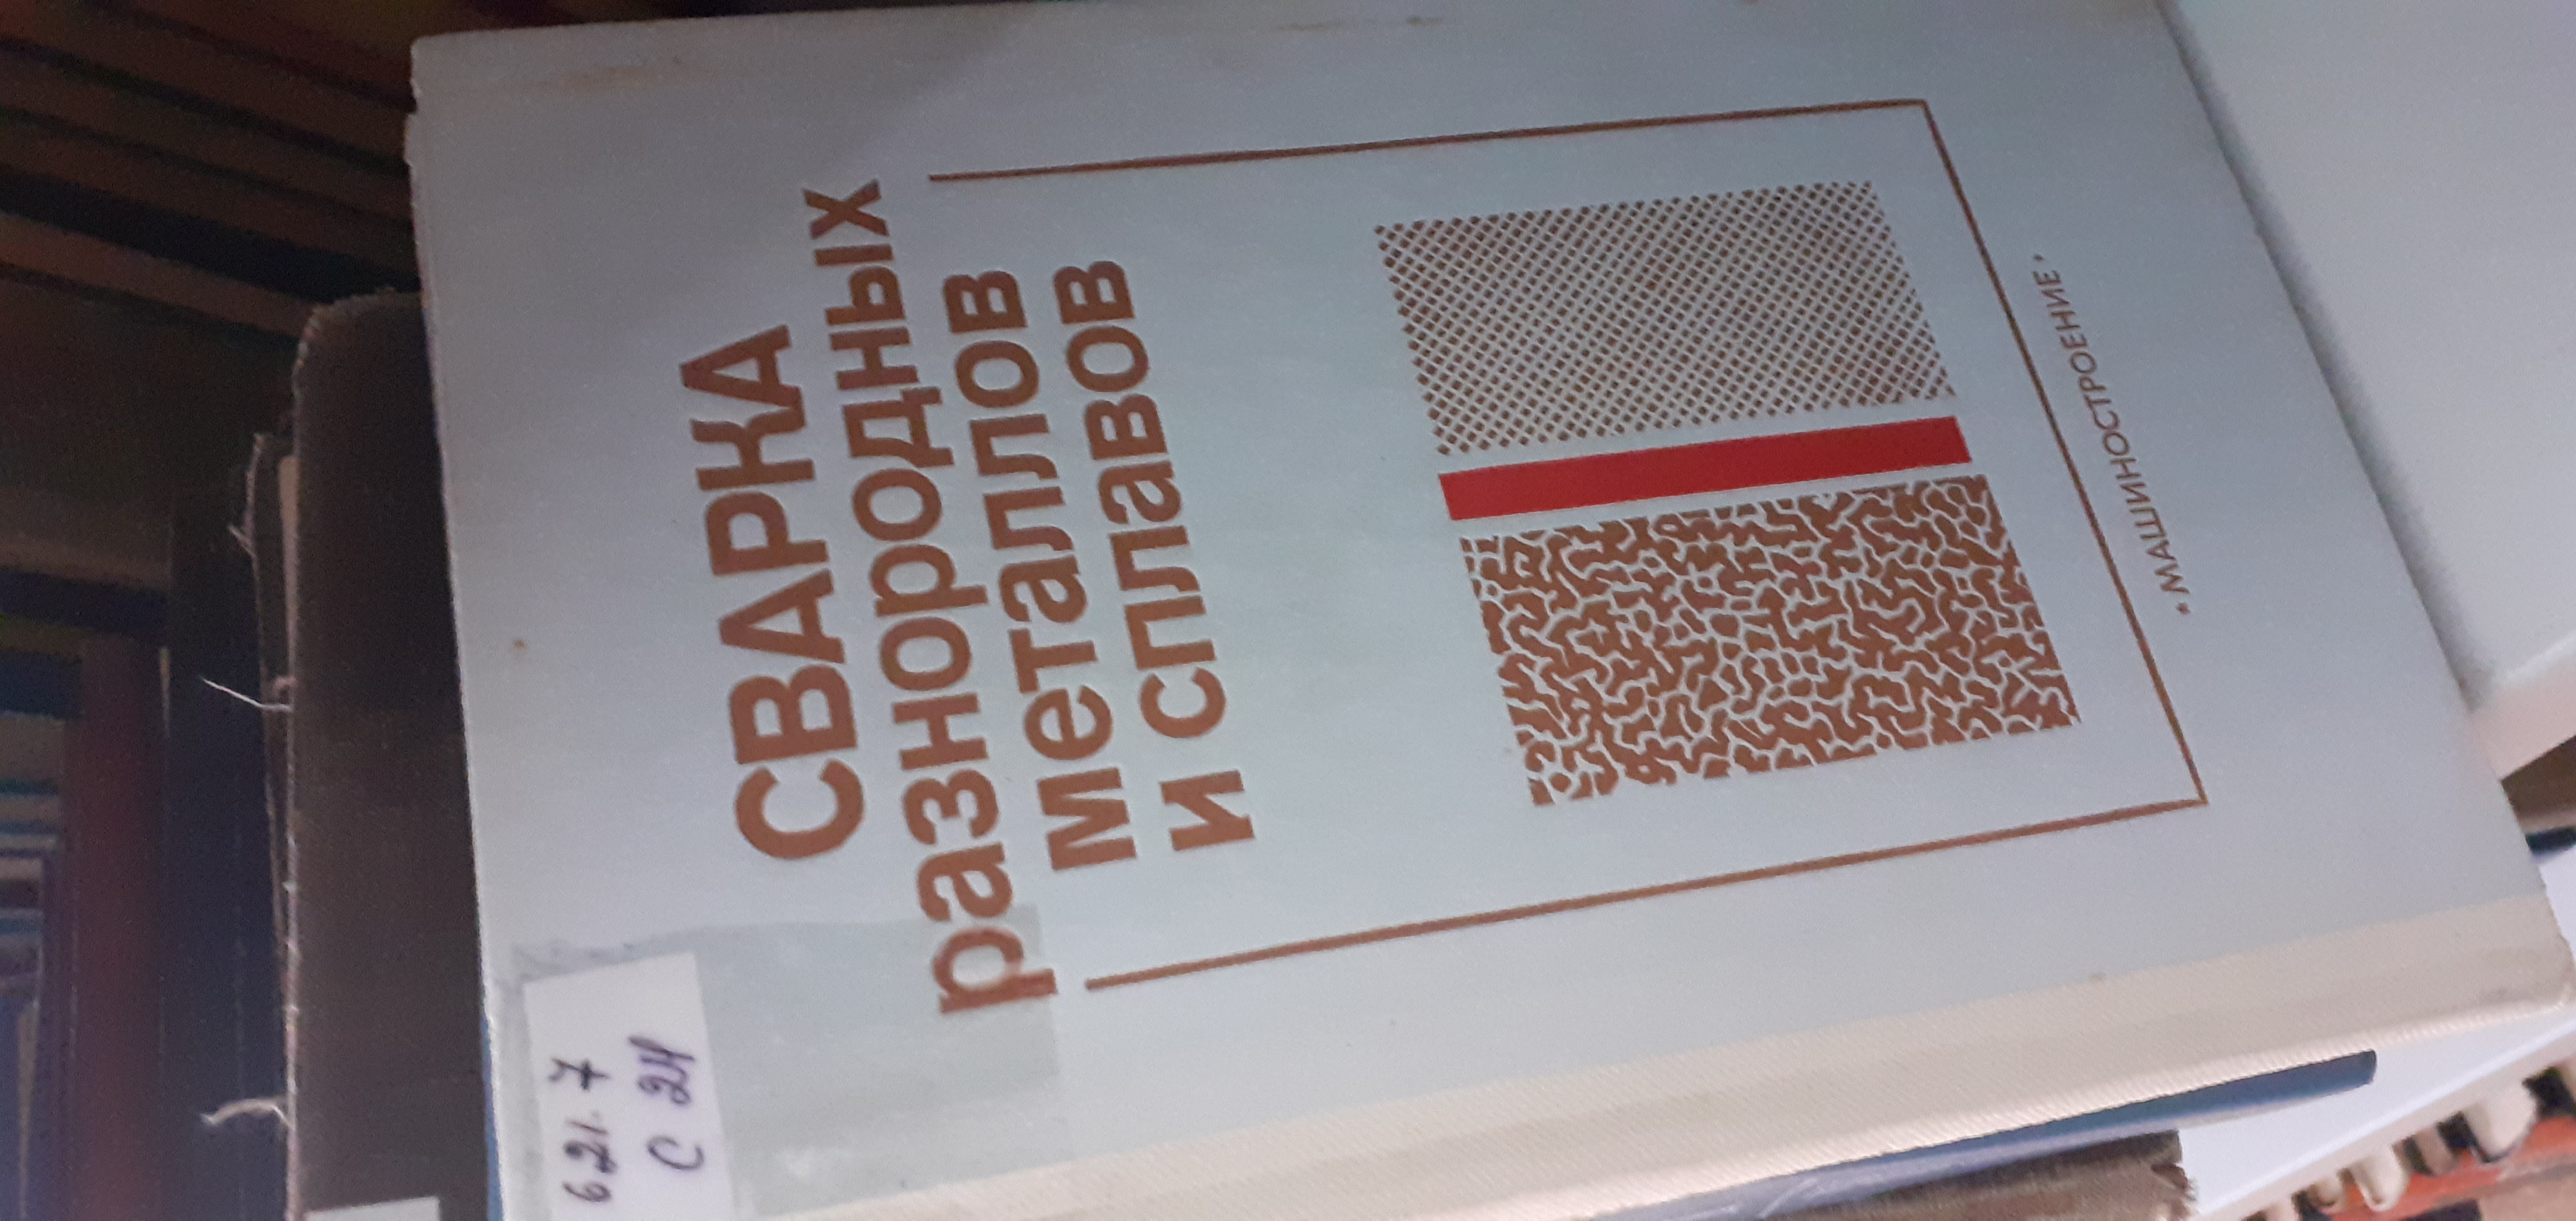 СВАРКА
разнородных
металлов
и сплавов
«МАШИНОСТРОЕНИЕ»
621.7
С 24